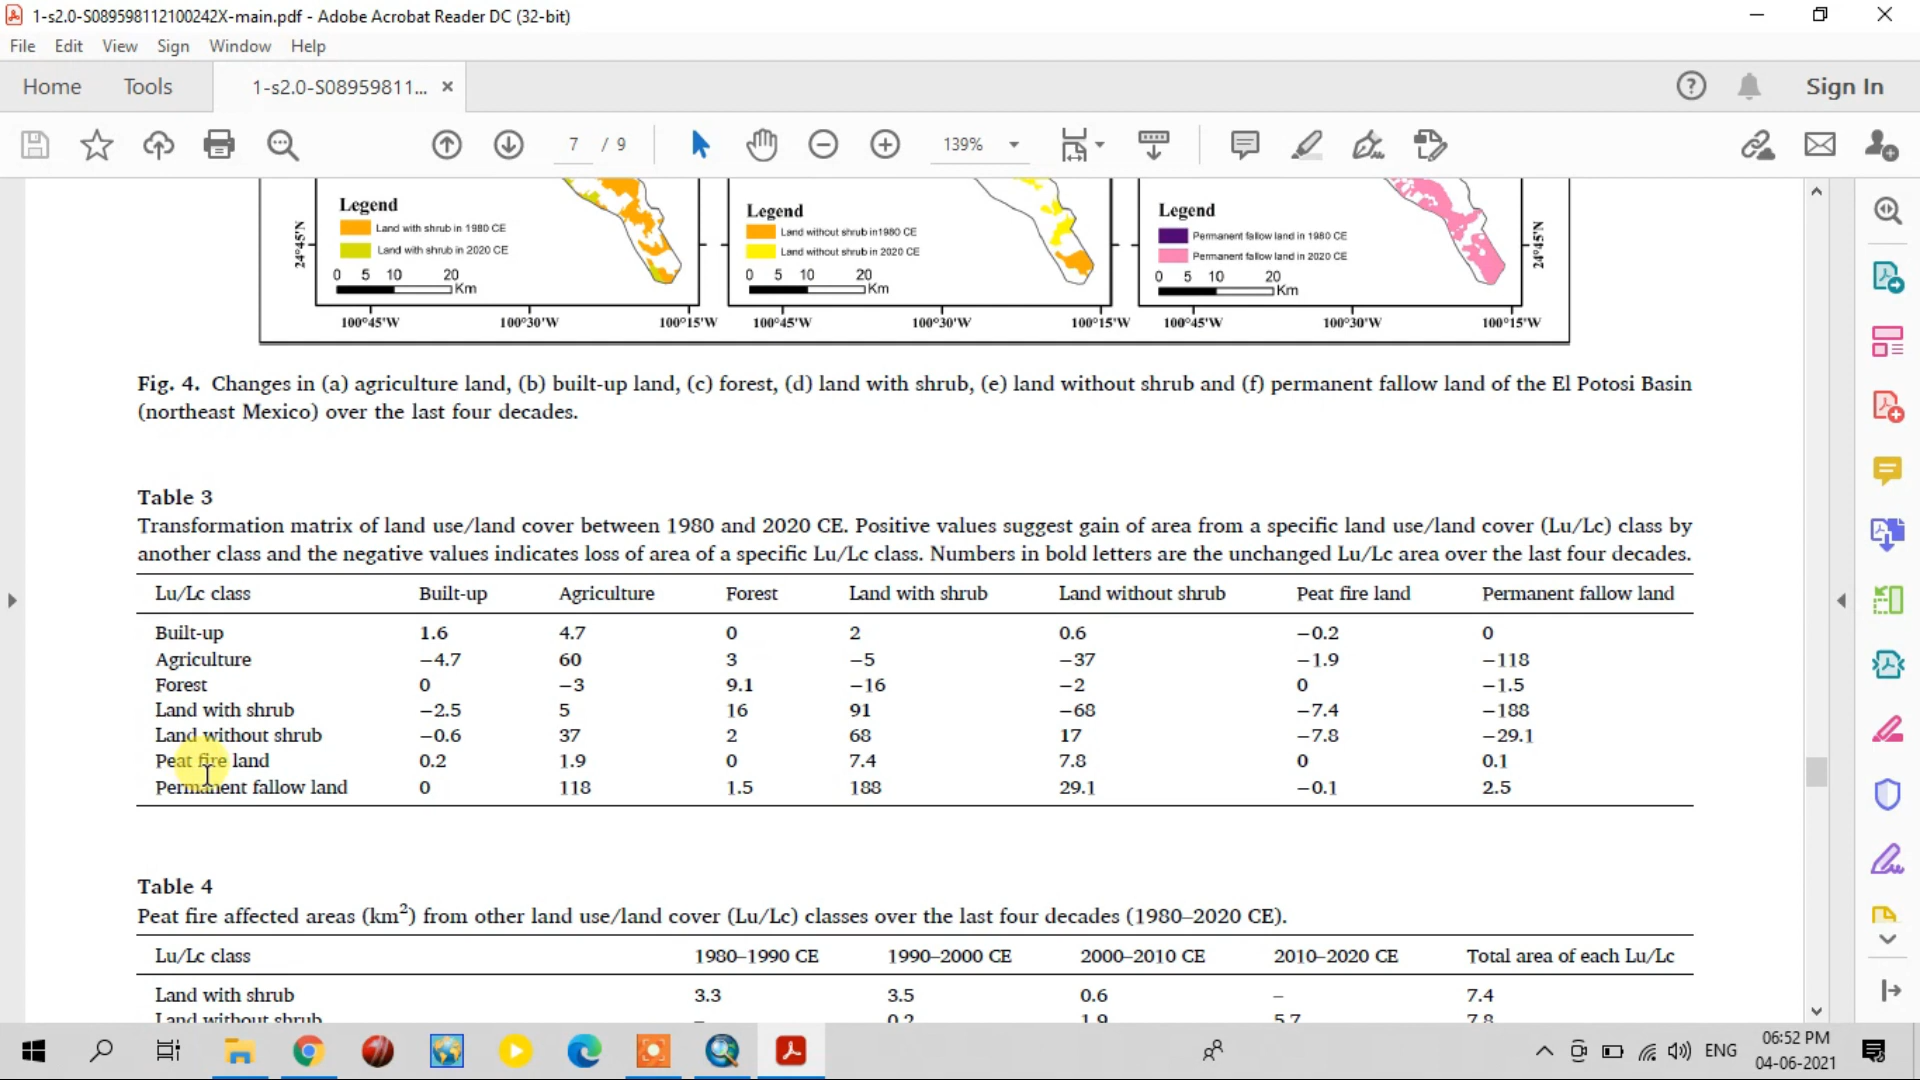 1-s2.0-S089598112100242X-main.pdf - Adobe Acrobat Reader DC (32-bit)
File Edit View Sign Window Help
Home Tools 1-s2.0-S08959811... × Sign In
7 / 9 139%
Legend
Land with shrub in 1980 CE
Land with shrub in 2020 CE
0 5 10 20
Km
24°45'N
100°45'W 100°30'W 100°15'W
Legend
Land without shrub in1980 CE
Land without shrub in 2020 CE
0 5 10 20
Km
100°45'W 100°30'W 100°15'W
Legend
Permanent fallow land in 1980 CE
Permanent fallow land in 2020 CE
0 5 10 20
Km
24°45'N
100°45'W 100°30'W 100°15'W
Fig. 4. Changes in (a) agriculture land, (b) built-up land, (c) forest, (d) land with shrub, (e) land without shrub and (f) permanent fallow land of the El Potosi Basin
(northeast Mexico) over the last four decades.
Table 3
Transformation matrix of land use/land cover between 1980 and 2020 CE. Positive values suggest gain of area from a specific land use/land cover (Lu/Lc) class by
another class and the negative values indicates loss of area of a specific Lu/Lc class. Numbers in bold letters are the unchanged Lu/Lc area over the last four decades.
Lu/Lc class Built-up Agriculture Forest Land with shrub Land without shrub Peat fire land Permanent fallow land
Built-up 1.6 4.7 0 2 0.6 −0.2 0
Agriculture −4.7 60 3 −5 −37 −1.9 −118
Forest 0 −3 9.1 −16 −2 0 −1.5
Land with shrub −2.5 5 16 91 −68 −7.4 −188
Land without shrub −0.6 37 2 68 17 −7.8 −29.1
Peat fire land 0.2 1.9 0 7.4 7.8 0 0.1
Permanent fallow land 0 118 1.5 188 29.1 −0.1 2.5
Table 4
Peat fire affected areas (km²) from other land use/land cover (Lu/Lc) classes over the last four decades (1980–2020 CE).
Lu/Lc class 1980–1990 CE 1990–2000 CE 2000–2010 CE 2010–2020 CE Total area of each Lu/Lc
Land with shrub 3.3 3.5 0.6 – 7.4
Land without shrub – 0.2 1.9 5.7 7.8
ENG
06:52 PM
04-06-2021